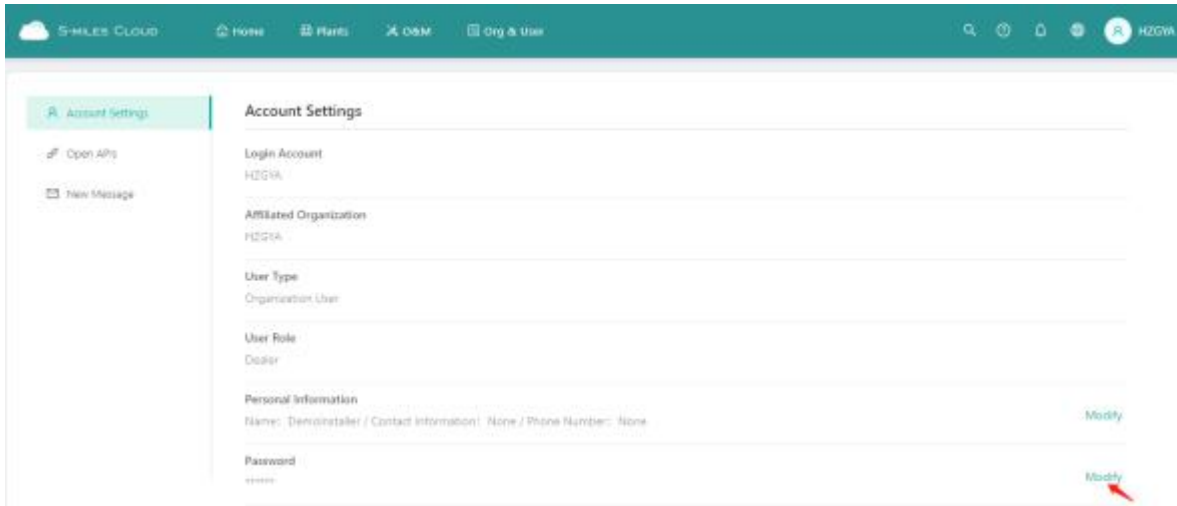 S-MILES CLOUD
Home Plants O&M Org & User
HZGYA
Account Settings
Open APIs
New Message
Account Settings
Login Account
HZGYA
Affiliated Organization
HZGYA
User Type
Organization User
User Role
Dealer
Personal Information
Name: DemoInstaller / Contact Information: None / Phone Number: None
Modify
Password
******
Modify